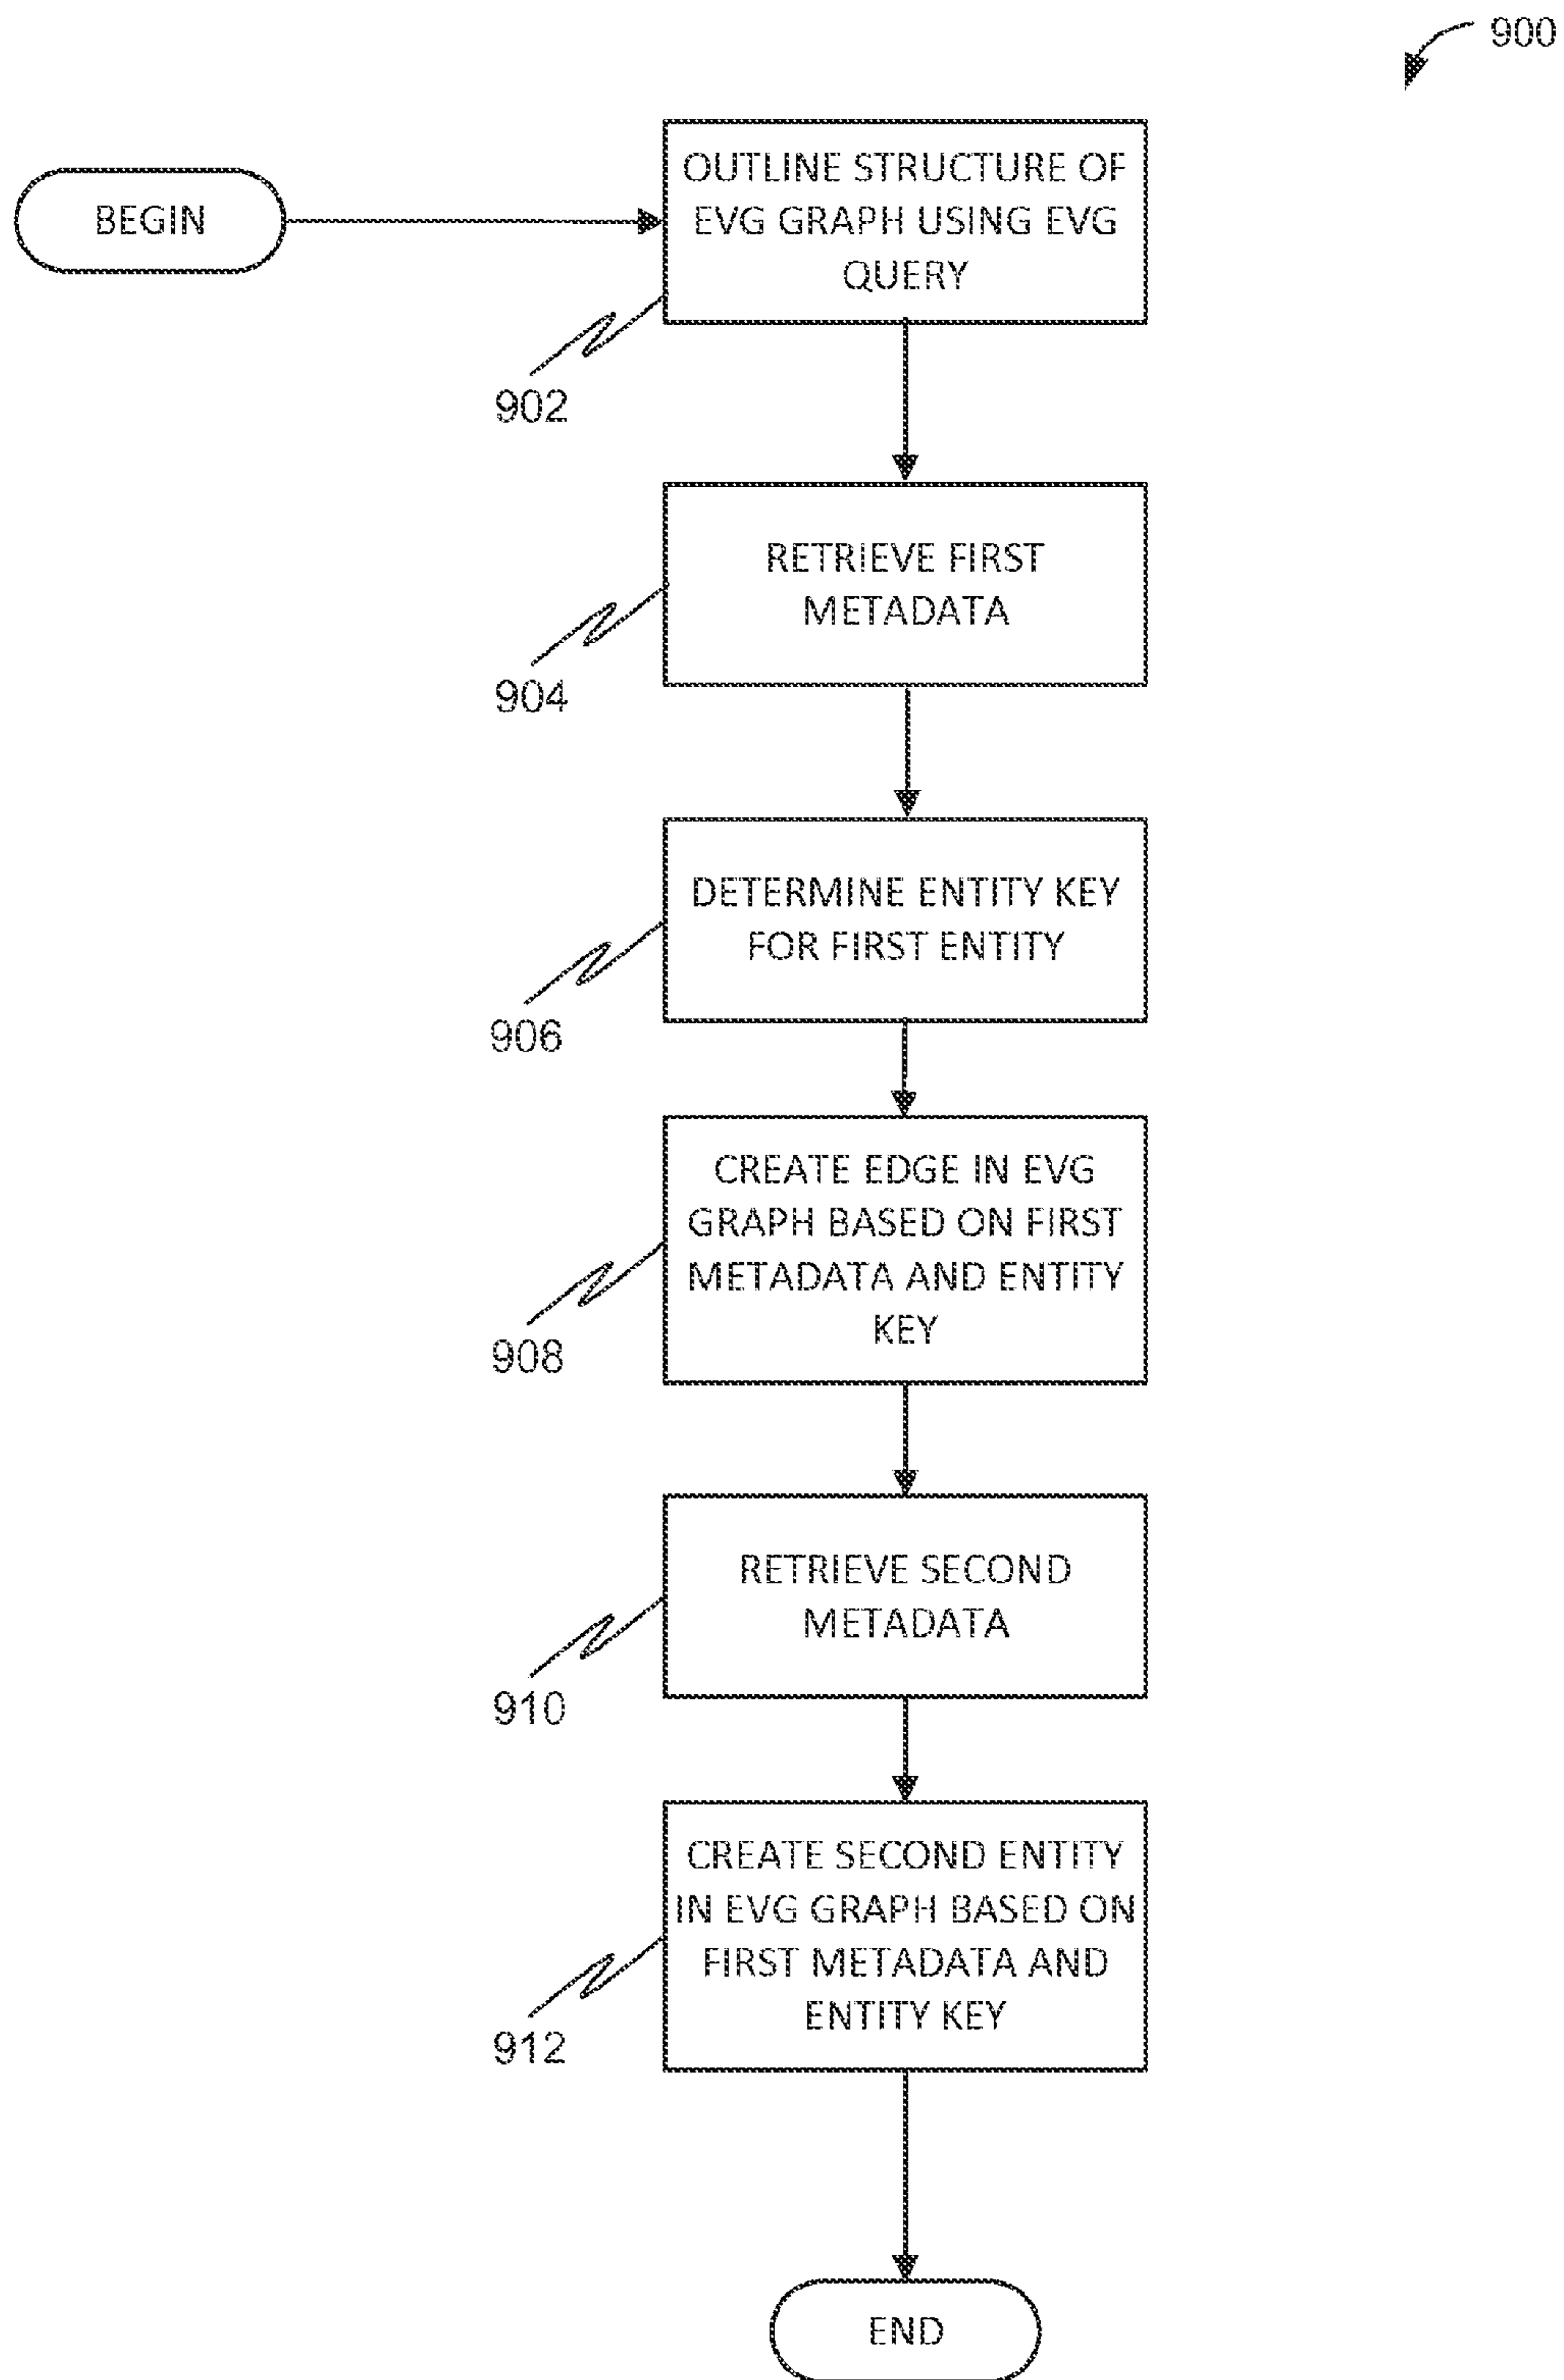 900
BEGIN
OUTLINE STRUCTURE OF
EVG GRAPH USING EVG
QUERY
902
RETRIEVE FIRST
METADATA
904
DETERMINE ENTITY KEY
FOR FIRST ENTITY
906
CREATE EDGE IN EVG
GRAPH BASED ON FIRST
METADATA AND ENTITY
KEY
908
RETRIEVE SECOND
METADATA
910
CREATE SECOND ENTITY
IN EVG GRAPH BASED ON
FIRST METADATA AND
ENTITY KEY
912
END